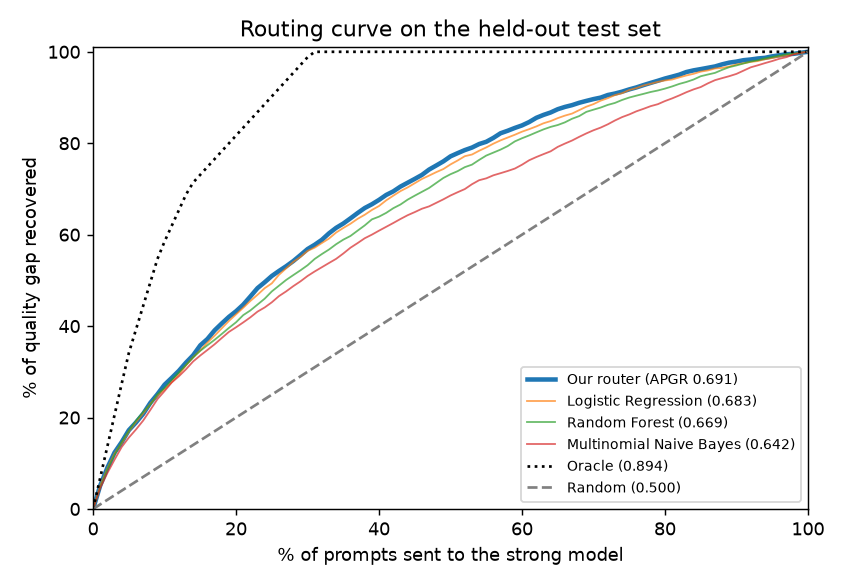 Routing curve on the held-out test set
% of quality gap recovered
100
80
60
40
20
0
0 20 40 60 80 100
% of prompts sent to the strong model
Our router (APGR 0.691)
Logistic Regression (0.683)
Random Forest (0.669)
Multinomial Naive Bayes (0.642)
Oracle (0.894)
Random (0.500)